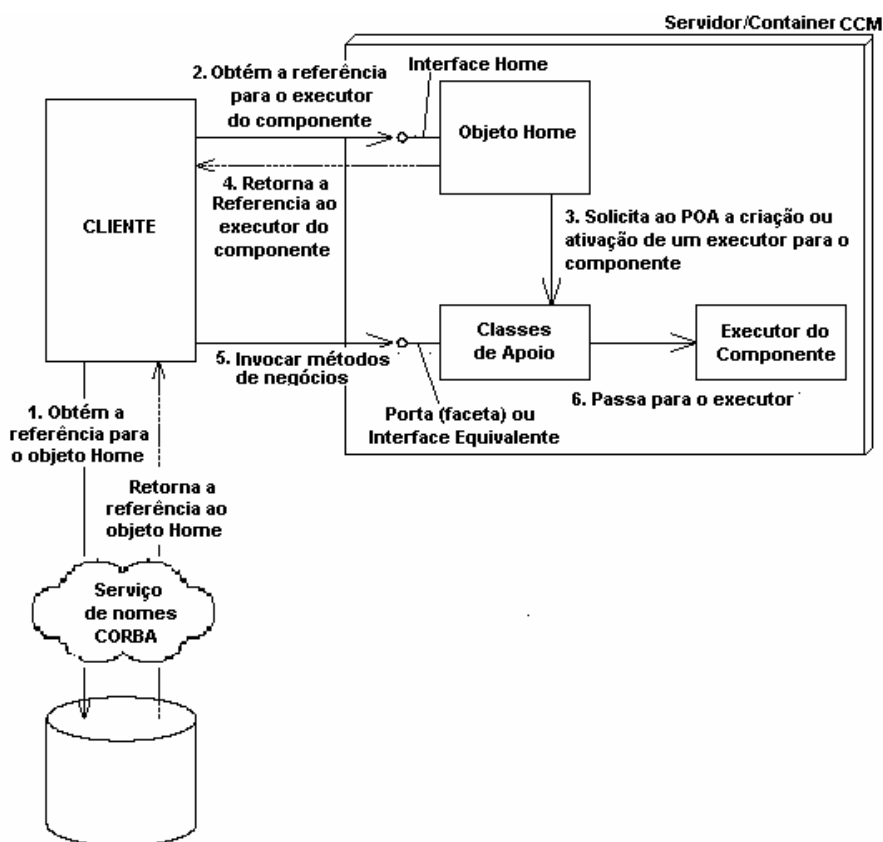 Servidor/Container CCM
2. Obtém a referência
para o executor
do componente
Interface Home
Objeto Home
4. Retorna a
Referencia ao
executor do
componente
CLIENTE
3. Solicita ao POA a criação ou
ativação de um executor para o
componente
Classes
de Apoio
Executor do
Componente
5. Invocar métodos
de negócios
6. Passa para o executor
Porta (faceta) ou
Interface Equivalente
1. Obtém a
referência para
o objeto Home
Retorna a
referência ao
objeto Home
Serviço
de nomes
CORBA